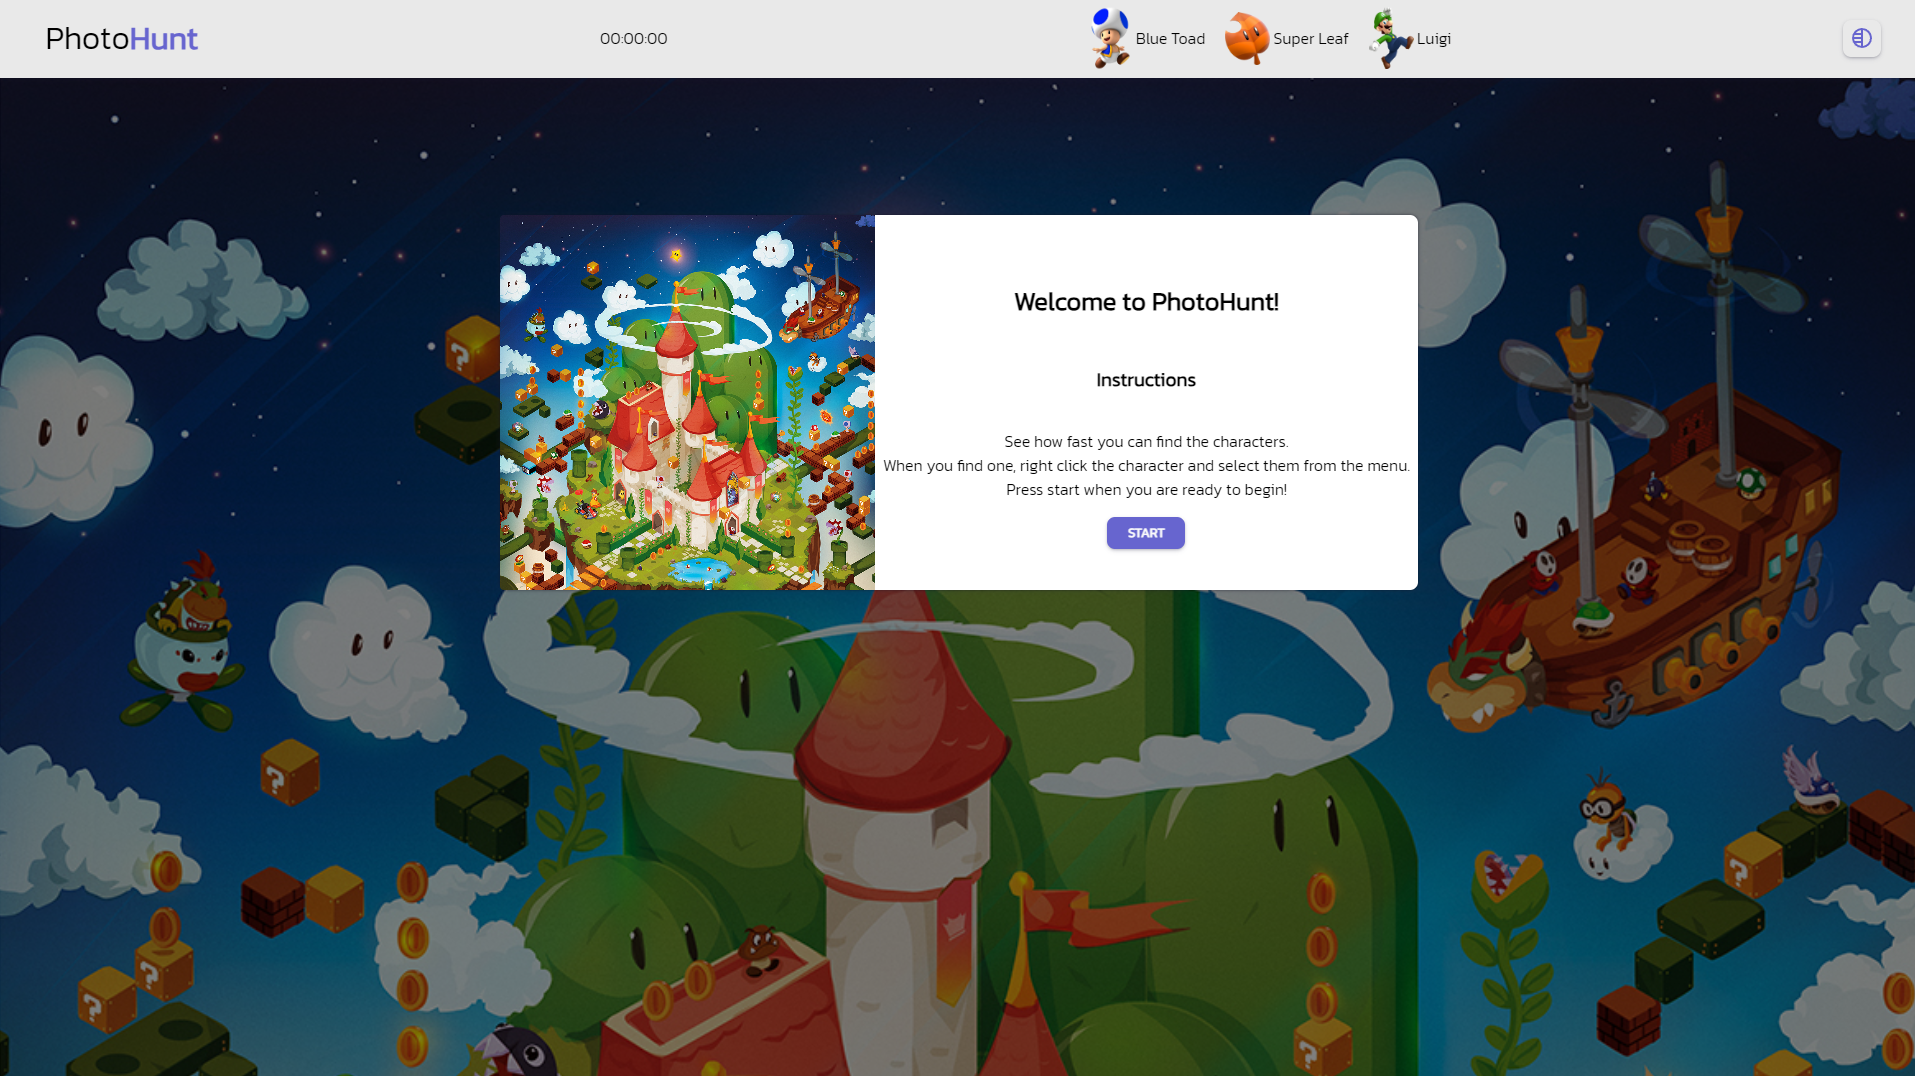 PhotoHunt
00:00:00
Blue Toad
Super Leaf
Luigi
Welcome to PhotoHunt!
Instructions
See how fast you can find the characters.
When you find one, right click the character and select them from the menu.
Press start when you are ready to begin!
START